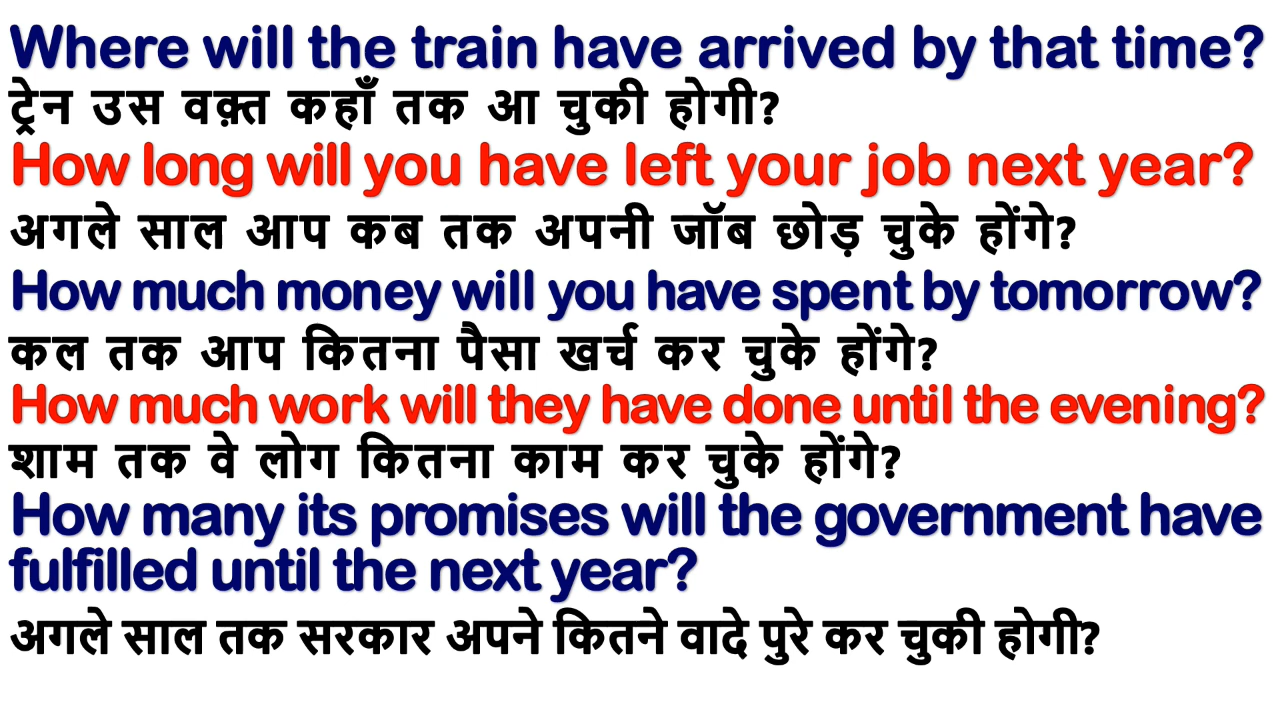 Where will the train have arrived by that time?
ट्रेन उस वक़्त कहाँ तक आ चुकी होगी?
How long will you have left your job next year?
अगले साल आप कब तक अपनी जॉब छोड़ चुके होंगे?
How much money will you have spent by tomorrow?
कल तक आप कितना पैसा खर्च कर चुके होंगे?
How much work will they have done until the evening?
शाम तक वे लोग कितना काम कर चुके होंगे?
How many its promises will the government have
fulfilled until the next year?
अगले साल तक सरकार अपने कितने वादे पुरे कर चुकी होगी?